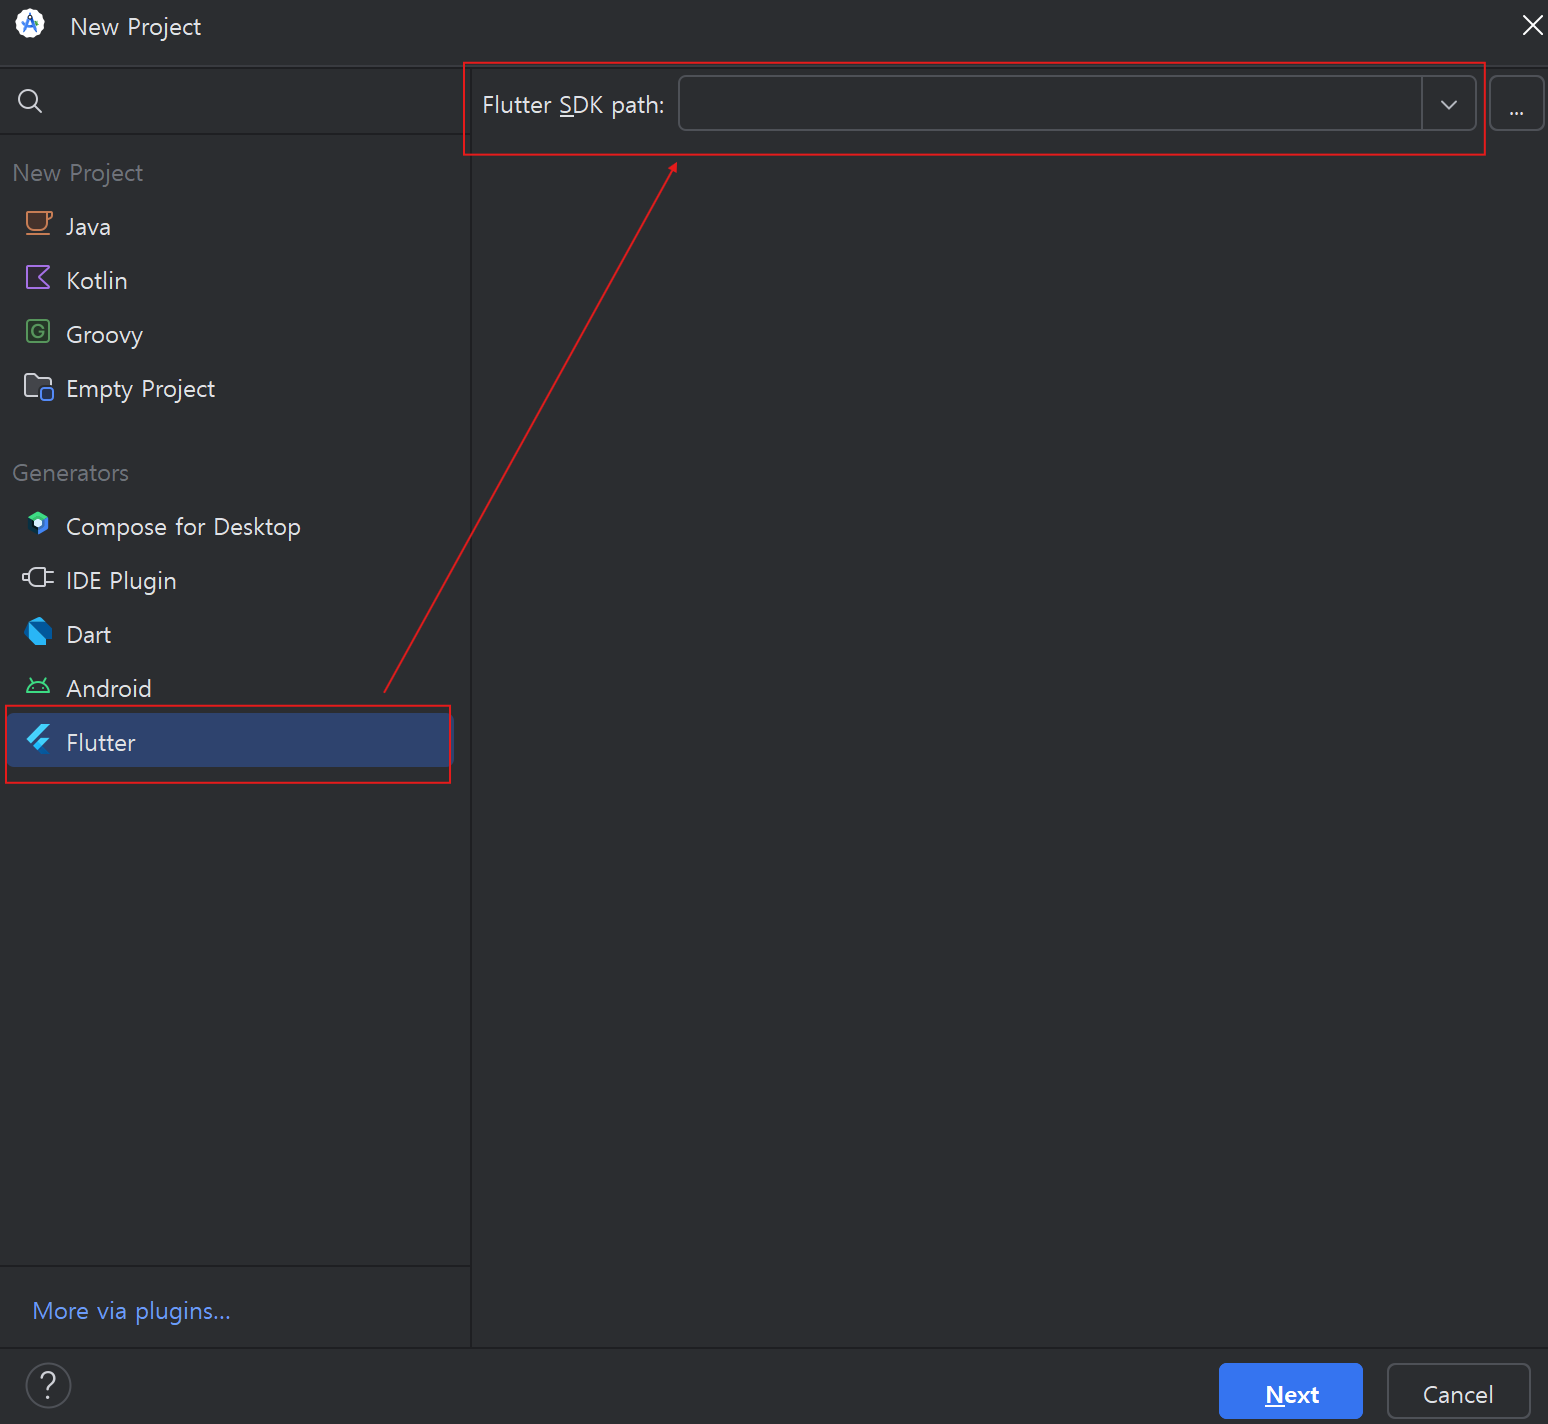 New Project
Flutter SDK path:
...
New Project
Java
Kotlin
G
Groovy
Empty Project
Generators
Compose for Desktop
IDE Plugin
Dart
Android
Flutter
More via plugins...
?
Next
Cancel